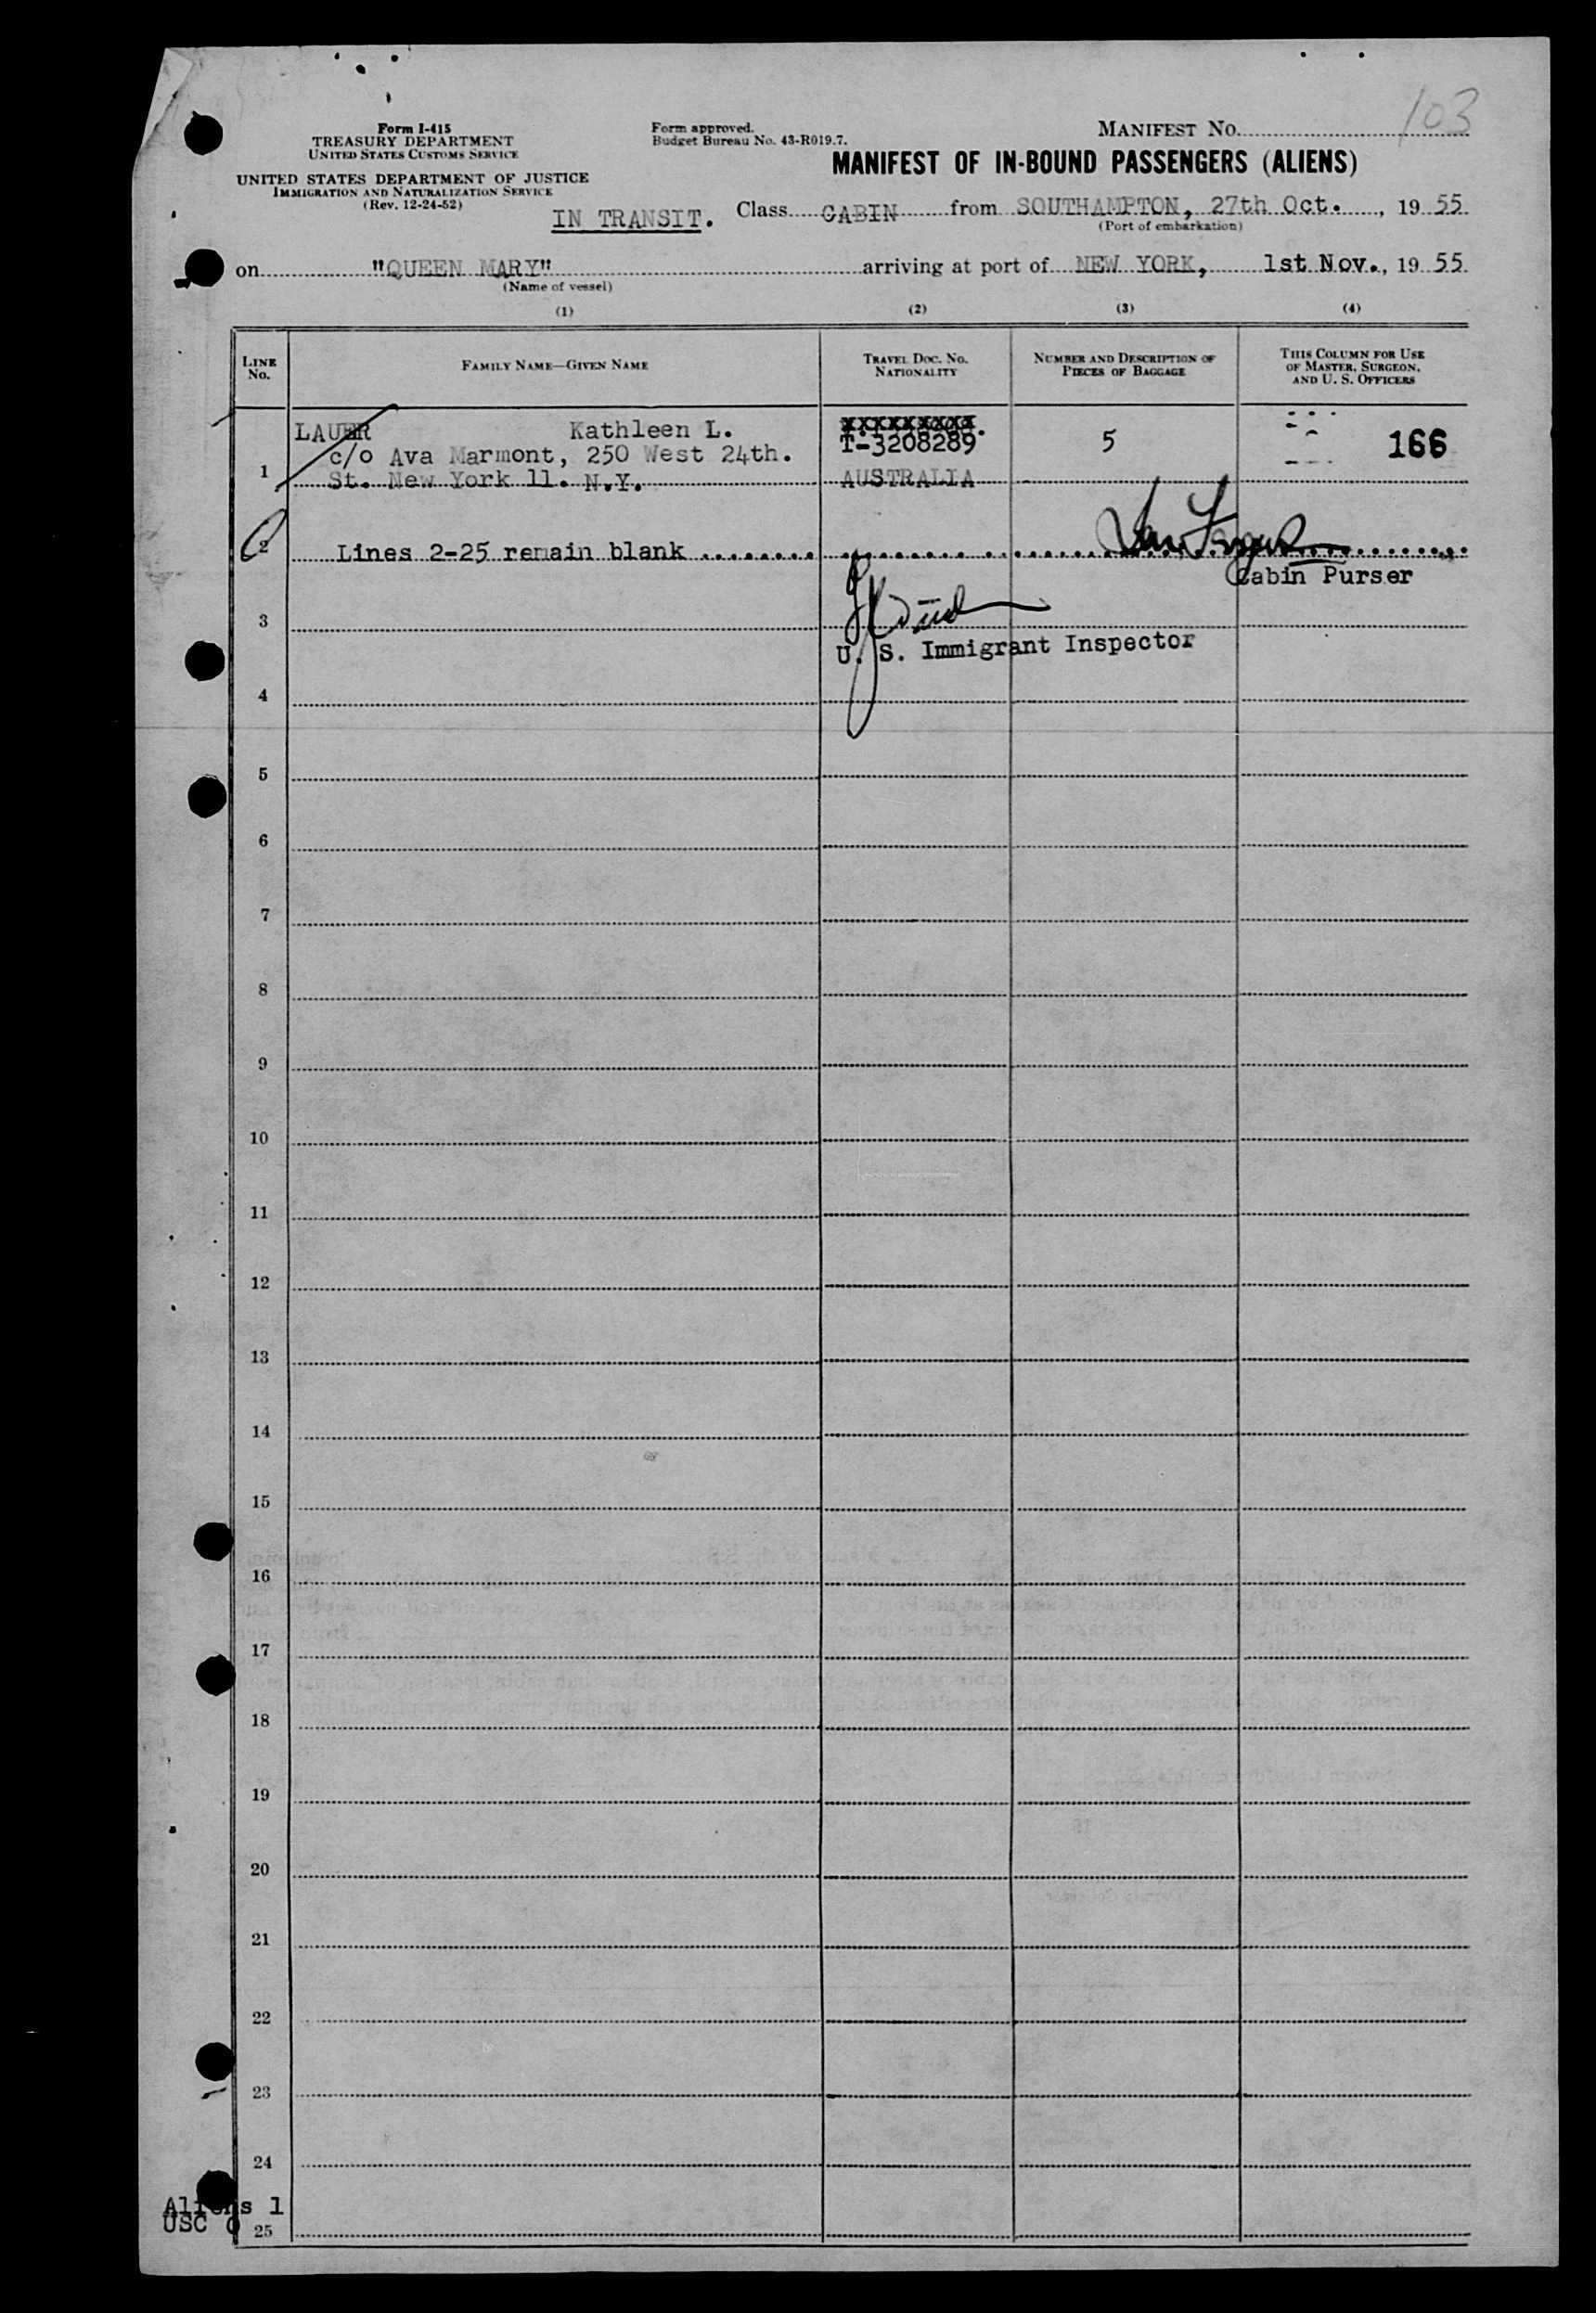 103
Form I-415
TREASURY DEPARTMENT
UNITED STATES CUSTOMS SERVICE
UNITED STATES DEPARTMENT OF JUSTICE
IMMIGRATION AND NATURALIZATION SERVICE
(Rev. 12-24-52)
Form approved.
Budget Bureau No. 43-R019.7.
MANIFEST NO.
MANIFEST OF IN-BOUND PASSENGERS (ALIENS)
IN TRANSIT. Class CABIN from SOUTHAMPTON, 27th Oct. , 19 55
(Port of embarkation)
on "QUEEN MARY" arriving at port of NEW YORK, 1st Nov., 19 55
(Name of vessel)
(1) (2) (3) (4)
LINE NO. FAMILY NAME—GIVEN NAME TRAVEL DOC. NO. NATIONALITY NUMBER AND DESCRIPTION OF PIECES OF BAGGAGE THIS COLUMN FOR USE OF MASTER, SURGEON, AND U. S. OFFICERS
LAUER Kathleen L. XXXXXXXXX.
c/o Ava Marmont, 250 West 24th. T-3208289 5 166
1 St. New York 11. N.Y. AUSTRALIA
2 Lines 2-25 remain blank
Cabin Purser
3
U. S. Immigrant Inspector
4
5
6
7
8
9
10
11
12
13
14
15
16
17
18
19
20
21
22
23
24
Aliens 1
USC 0 25